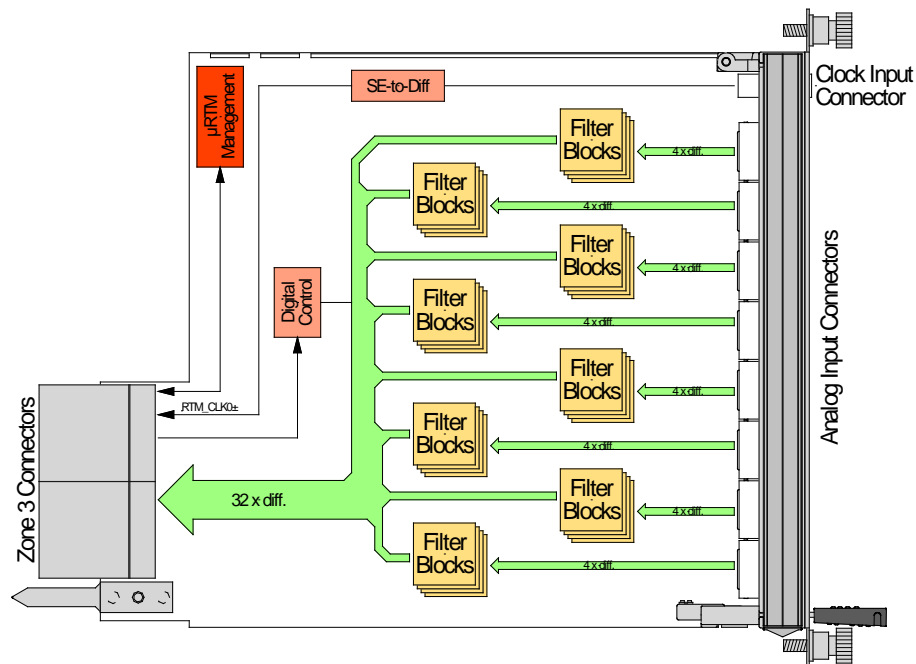 Clock Input
Connector
SE-to-Diff
µRTM
Management
Filter
Blocks
4 x diff.
Filter
Blocks
4 x diff.
Filter
Blocks
4 x diff.
Digital
Control
Filter
Blocks
4 x diff.
Analog Input Connectors
Filter
Blocks
4 x diff.
RTM_CLK0±
Filter
Blocks
4 x diff.
Zone 3 Connectors
32 x diff.
Filter
Blocks
4 x diff.
Filter
Blocks
4 x diff.